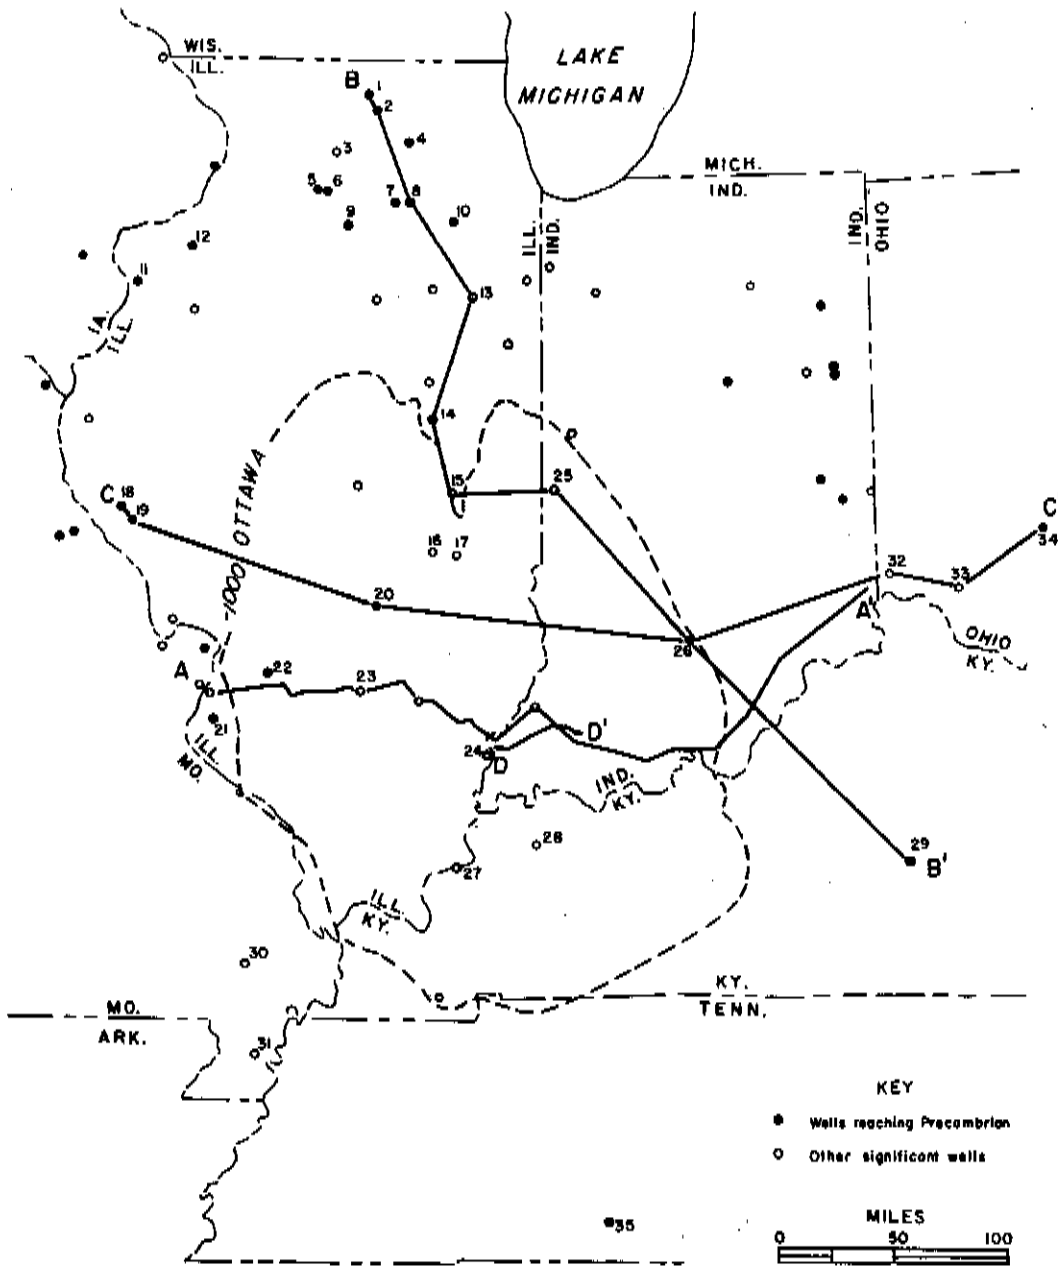 WIS.
ILL.
LAKE
MICHIGAN
B
1
2
3
4
5
6
7
8
9
10
MICH.
IND.
ILL.
IND.
IND.
OHIO
12
11
13
IA.
ILL.
14
-1000 OTTAWA
15
25
C
18
19
16
17
C
34
32
33
20
A'
26
OHIO
KY.
A
22
23
21
ILL
MO.
24
D
D'
IND.
KY.
28
27
29
B'
ILL.
KY.
30
MO.
ARK.
KY.
TENN.
31
KEY
Wells reaching Precambrian
Other significant wells
35
MILES
0
50
100